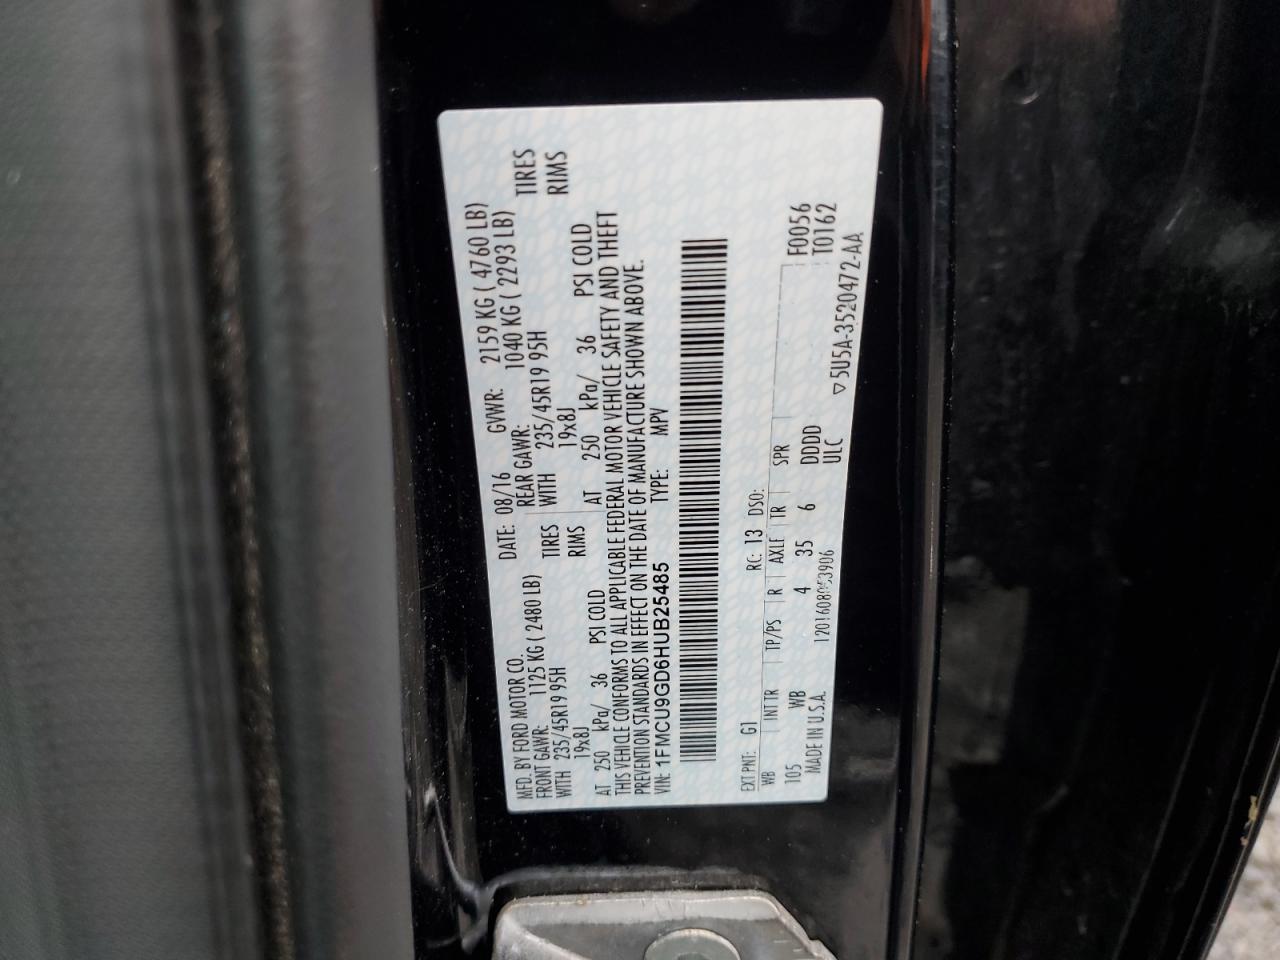 MFD. BY FORD MOTOR CO.
DATE: 08/16 GVWR: 2159 KG ( 4760 LB)
FRONT GAWR: 1125 KG ( 2480 LB) REAR GAWR: 1040 KG ( 2293 LB)
WITH 235/45R19 95H TIRES WITH 235/45R19 95H TIRES
19x8J RIMS 19x8J RIMS
AT 250 kPa/ 36 PSI COLD AT 250 kPa/ 36 PSI COLD
THIS VEHICLE CONFORMS TO ALL APPLICABLE FEDERAL MOTOR VEHICLE SAFETY AND THEFT
PREVENTION STANDARDS IN EFFECT ON THE DATE OF MANUFACTURE SHOWN ABOVE.
VIN: 1FMCU9GD6HUB25485 TYPE: MPV
EXT PNT: G1 RC: 13 DSO:
WB INT TR TP/PS R AXLE TR SPR F0056
105 WB 4 35 6 DDDD T0162
MADE IN U.S.A. ULC
▽5U5A-3520472-AA